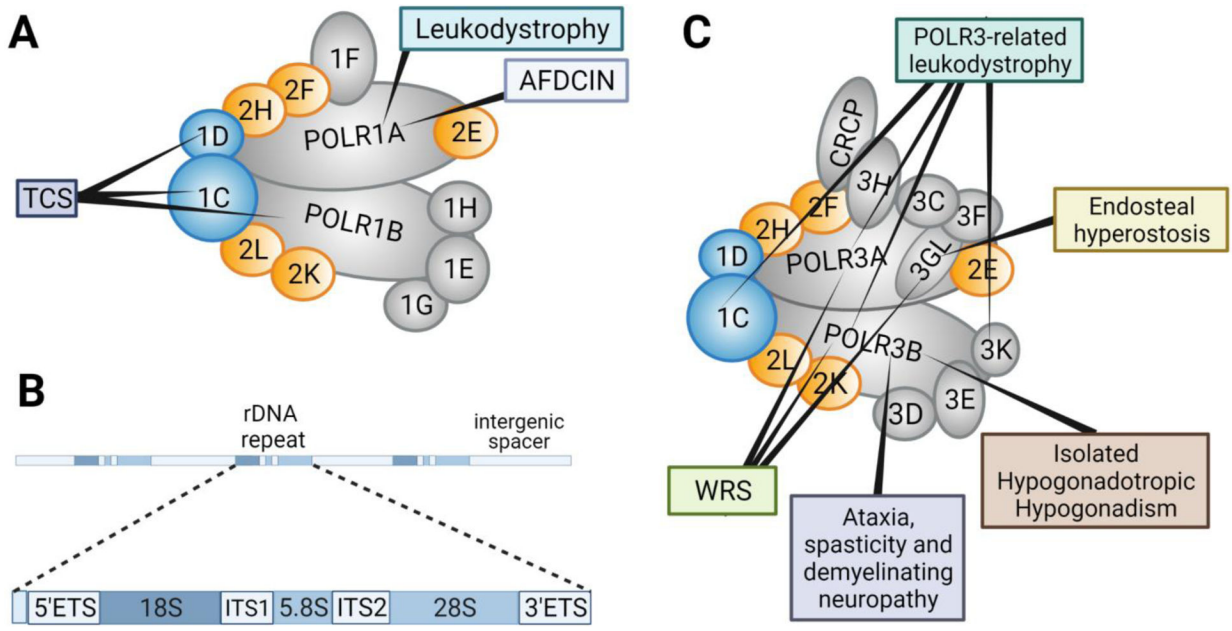 A
Leukodystrophy
AFDCIN
1F
2F
2H
1D
POLR1A
2E
TCS
1C
POLR1B
1H
2L
2K
1E
1G
B
rDNA
repeat
intergenic
spacer
5'ETS
18S
ITS1
5.8S
ITS2
28S
3'ETS
C
POLR3-related
leukodystrophy
CRCP
3H
3C
3F
2F
2H
1D
POLR3A
3GL
2E
Endosteal
hyperostosis
1C
POLR3B
3K
2L
2K
3D
3E
WRS
Ataxia,
spasticity and
demyelinating
neuropathy
Isolated
Hypogonadotropic
Hypogonadism